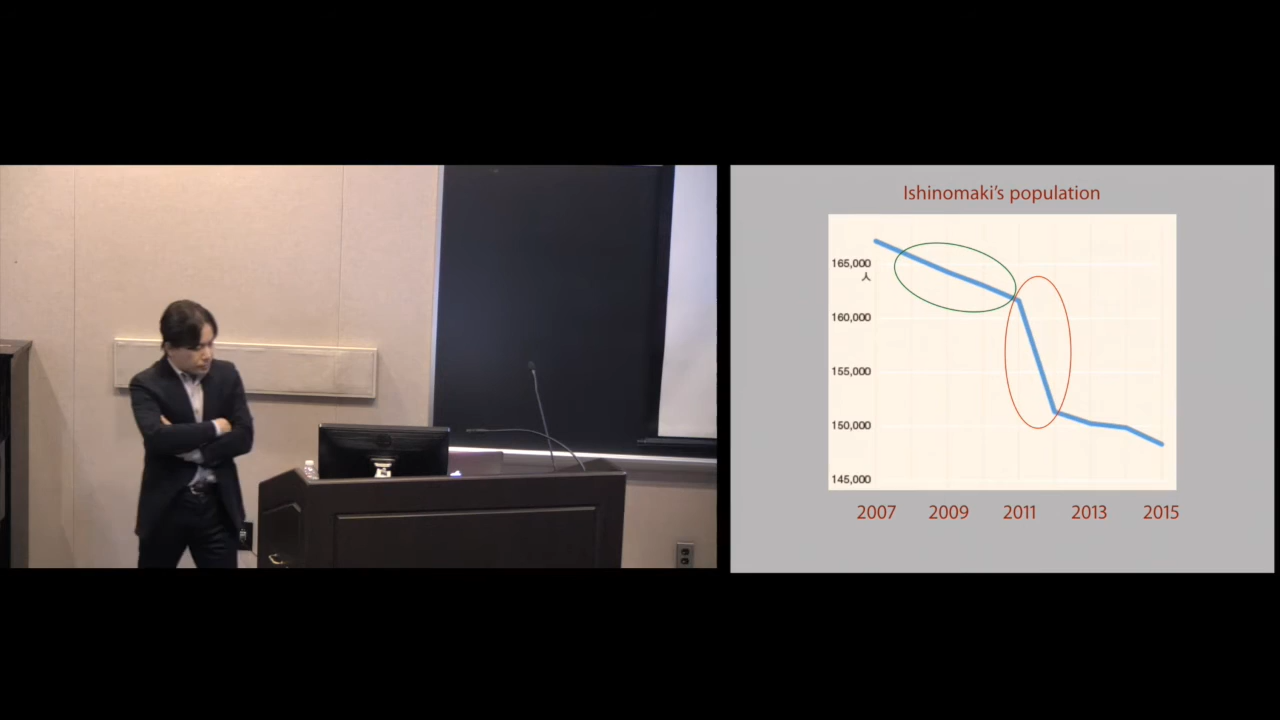 Ishinomaki's population
165,000
人
160,000
155,000
150,000
145,000
2007 2009 2011 2013 2015